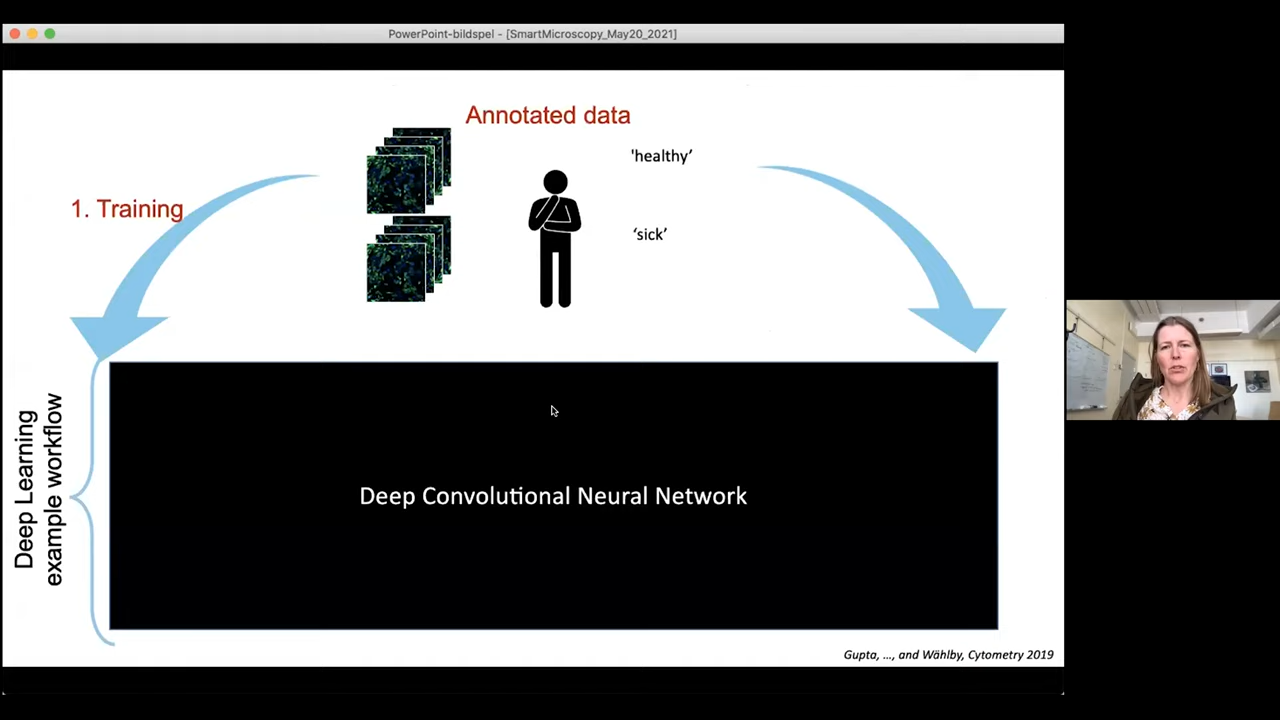 PowerPoint-bildspel - [SmartMicroscopy_May20_2021]
Annotated data
'healthy’
1. Training
‘sick’
Deep Learning
example workflow
Deep Convolutional Neural Network
Gupta, ..., and Wählby, Cytometry 2019